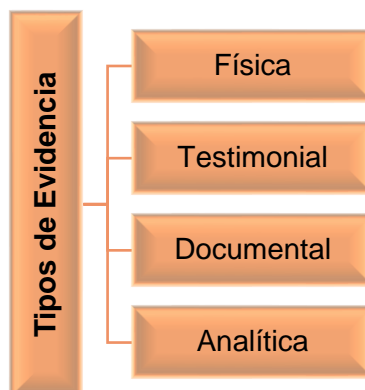 Tipos de Evidencia
Física
Testimonial
Documental
Analítica